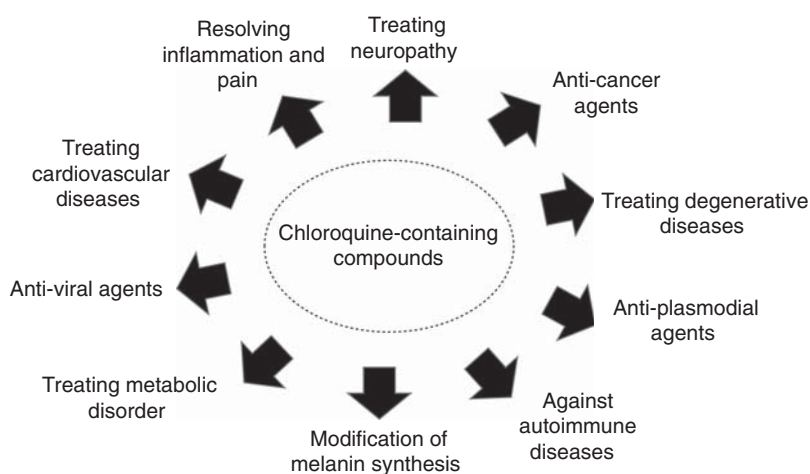 Resolving
inflammation and
pain
Treating
neuropathy
Anti-cancer
agents
Treating
cardiovascular
diseases
Treating degenerative
diseases
Chloroquine-containing
compounds
Anti-viral agents
Anti-plasmodial
agents
Treating metabolic
disorder
Modification of
melanin synthesis
Against
autoimmune
diseases